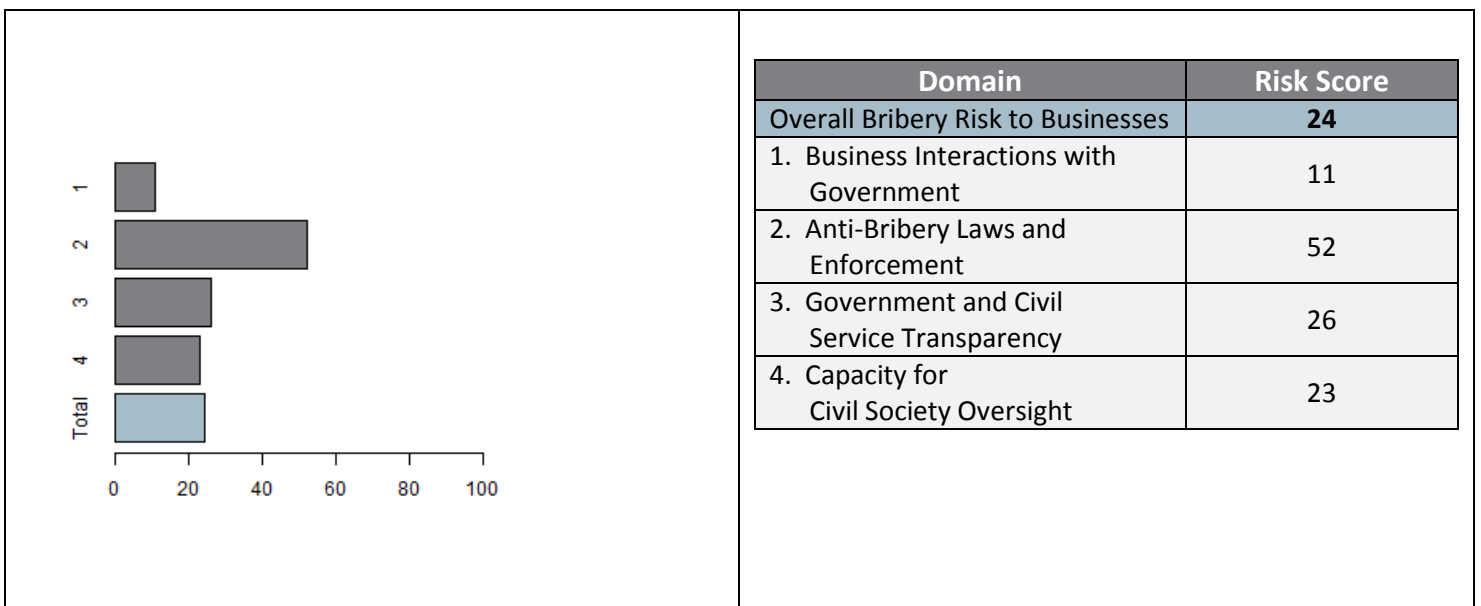 1
2
3
4
Total
0 20 40 60 80 100
Domain Risk Score
Overall Bribery Risk to Businesses 24
1. Business Interactions with
Government 11
2. Anti-Bribery Laws and
Enforcement 52
3. Government and Civil
Service Transparency 26
4. Capacity for
Civil Society Oversight 23